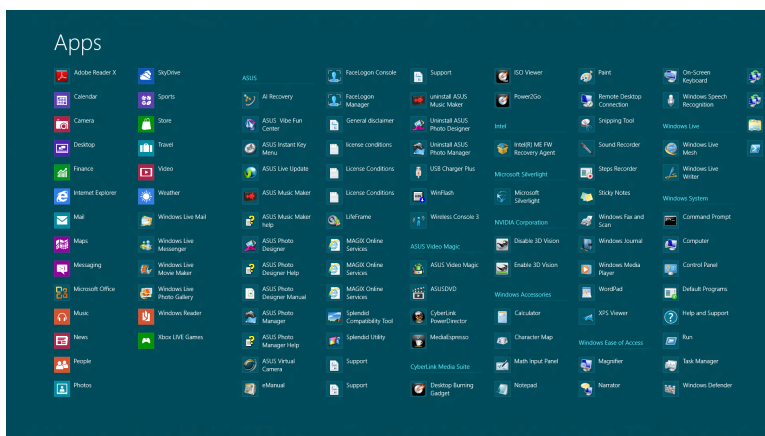 Apps
Adobe Reader X
Calendar
Camera
Desktop
Finance
Internet Explorer
Mail
Maps
Messaging
Microsoft Office
Music
News
People
Photos
SkyDrive
Sports
Store
Travel
Video
Weather
Windows Live Mail
Windows Live
Messenger
Windows Live
Movie Maker
Windows Live
Photo Gallery
Windows Reader
Xbox LIVE Games
ASUS
AI Recovery
ASUS Vibe Fun
Center
ASUS Instant Key
Menu
ASUS Live Update
ASUS Music Maker
ASUS Music Maker
help
ASUS Photo
Designer
ASUS Photo
Designer Help
ASUS Photo
Designer Manual
ASUS Photo
Manager
ASUS Photo
Manager Help
ASUS Virtual
Camera
eManual
FaceLogon Console
FaceLogon
Manager
General disclaimer
license conditions
License Conditions
License Conditions
LifeFrame
MAGIX Online
Services
MAGIX Online
Services
MAGIX Online
Services
Splendid
Compatibility Tool
Splendid Utility
Support
Support
Support
uninstall ASUS
Music Maker
Uninstall ASUS
Photo Designer
Uninstall ASUS
Photo Manager
USB Charger Plus
WinFlash
Wireless Console 3
ASUS Video Magic
ASUS Video Magic
ASUSDVD
CyberLink
PowerDirector
MediaEspresso
CyberLink Media Suite
Desktop Burning
Gadget
ISO Viewer
Power2Go
Intel
Intel(R) ME FW
Recovery Agent
Microsoft Silverlight
Microsoft
Silverlight
NVIDIA Corporation
Disable 3D Vision
Enable 3D Vision
Windows Accessories
Calculator
Character Map
Math Input Panel
Notepad
Paint
Remote Desktop
Connection
Snipping Tool
Sound Recorder
Steps Recorder
Sticky Notes
Windows Fax and
Scan
Windows Journal
Windows Media
Player
WordPad
XPS Viewer
Windows Ease of Access
Magnifier
Narrator
On-Screen
Keyboard
Windows Speech
Recognition
Windows Live
Windows Live
Mesh
Windows Live
Writer
Windows System
Command Prompt
Computer
Control Panel
Default Programs
Help and Support
Run
Task Manager
Windows Defender